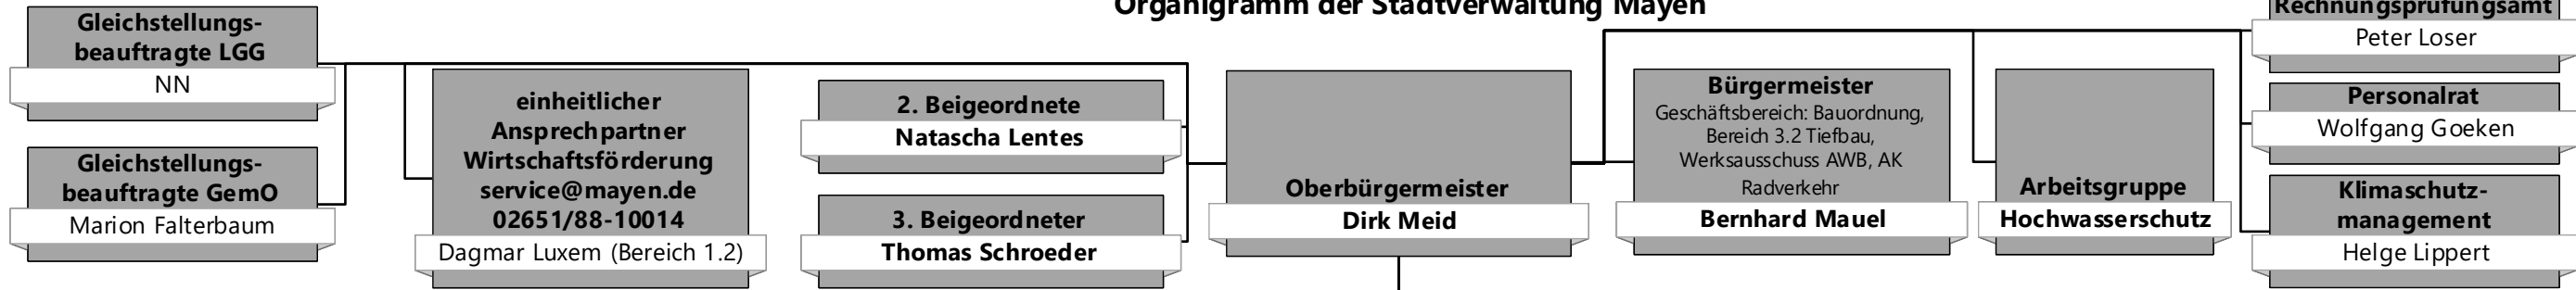 Organigramm der Stadtverwaltung Mayen
Gleichstellungs-
beauftragte LGG
NN
Gleichstellungs-
beauftragte GemO
Marion Falterbaum
einheitlicher
Ansprechpartner
Wirtschaftsförderung
service@mayen.de
02651/88-10014
Dagmar Luxem (Bereich 1.2)
2. Beigeordnete
Natascha Lentes
3. Beigeordneter
Thomas Schroeder
Oberbürgermeister
Dirk Meid
Bürgermeister
Geschäftsbereich: Bauordnung,
Bereich 3.2 Tiefbau,
Werksausschuss AWB, AK
Radverkehr
Bernhard Mauel
Arbeitsgruppe
Hochwasserschutz
Rechnungsprüfungsamt
Peter Loser
Personalrat
Wolfgang Goeken
Klimaschutz-
management
Helge Lippert